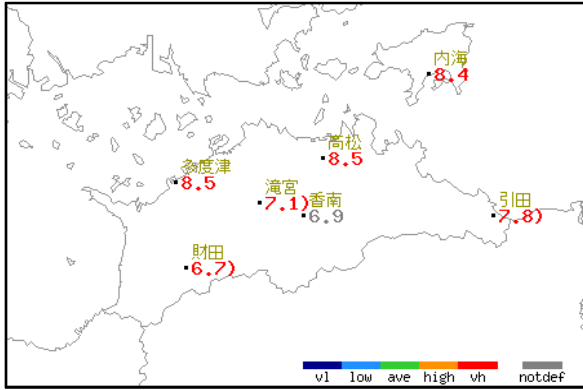 内海
8.4
高松
8.5
多度津
8.5
滝宮
7.1)
香南
6.9
引田
7.8)
財田
6.7)
vl low ave high vh notdef